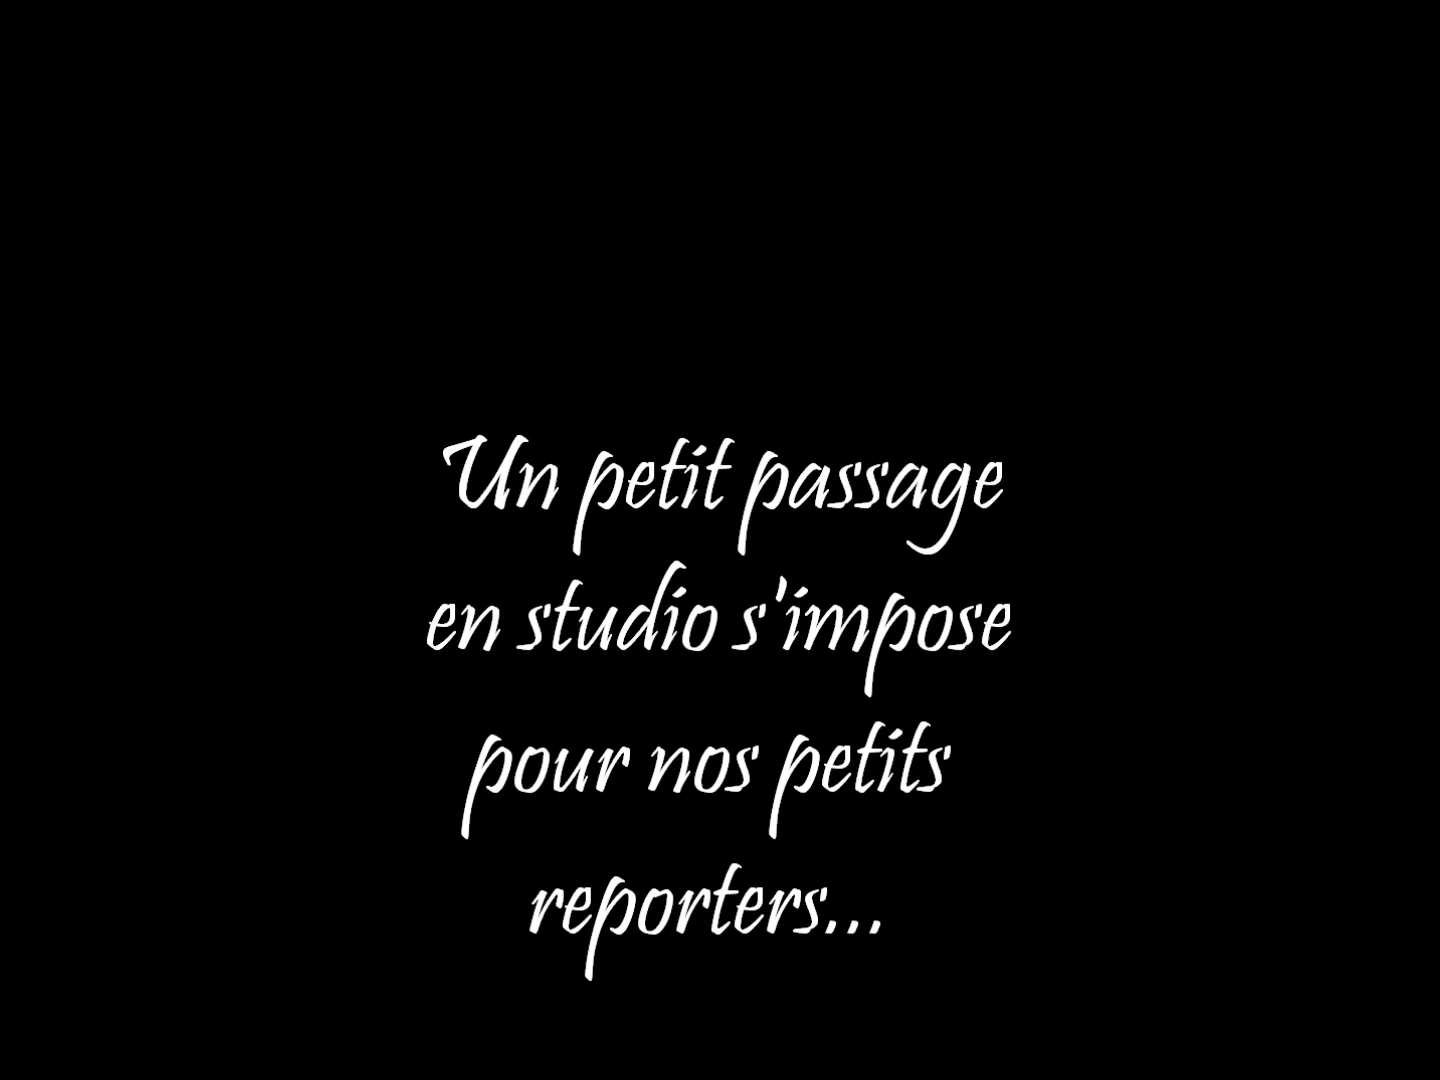 Un petit passage
en studio s'impose
pour nos petits
reporters...